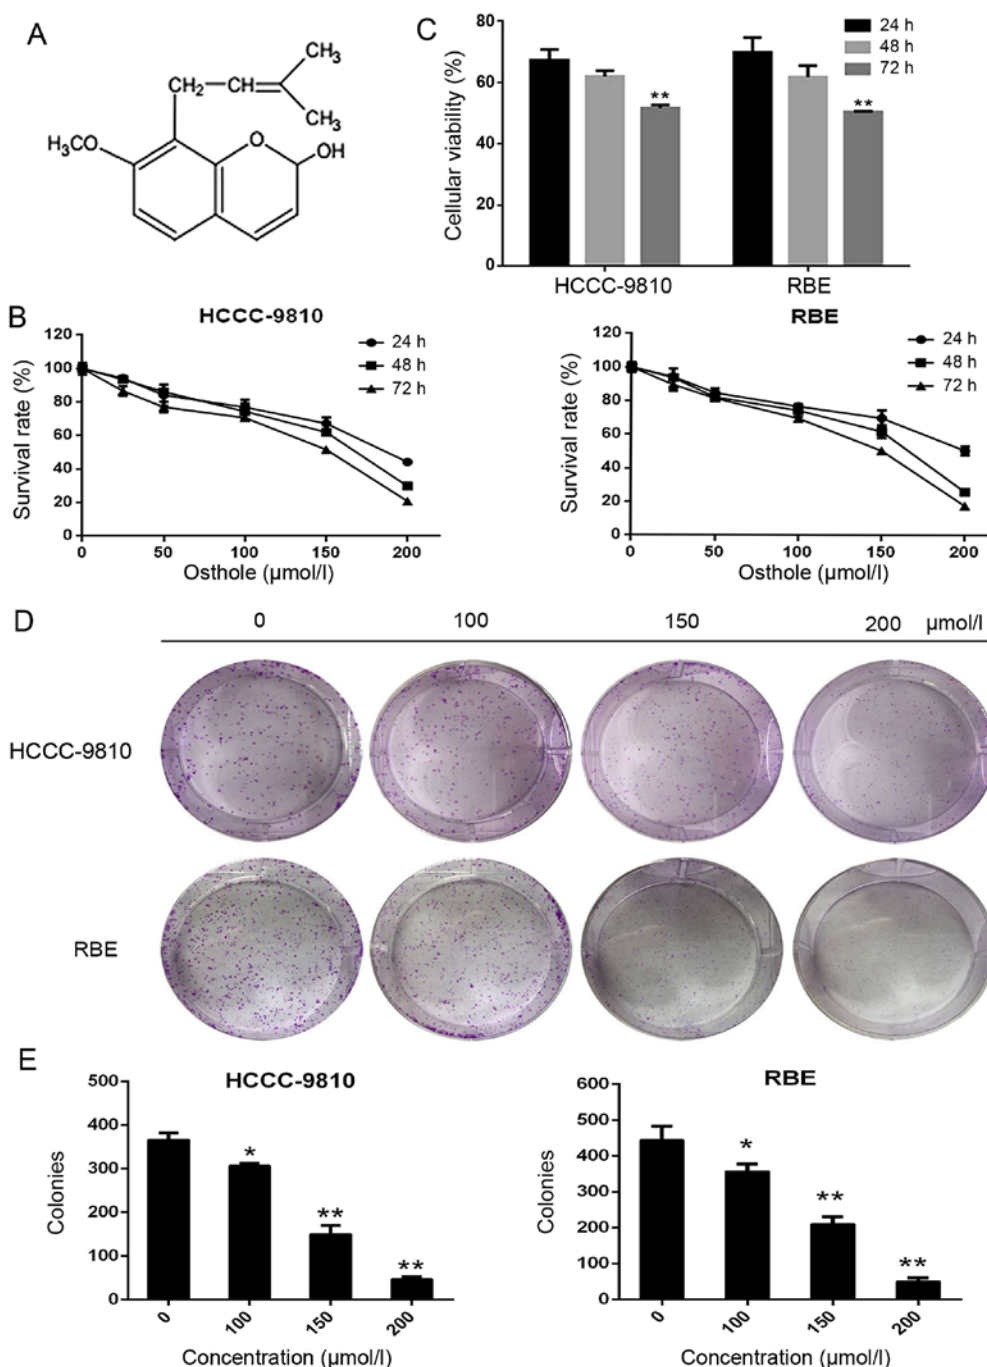 A
CH₂
CH
CH₃
CH₃
H₃CO
O
OH
C
Cellular viability (%)
80
60
40
20
0
**
**
24 h
48 h
72 h
HCCC-9810
RBE
B
HCCC-9810
Survival rate (%)
120
100
80
60
40
20
0
24 h
48 h
72 h
0
50
100
150
200
Osthole (µmol/l)
RBE
Survival rate (%)
120
100
80
60
40
20
0
24 h
48 h
72 h
0
50
100
150
200
Osthole (µmol/l)
D
0
100
150
200
µmol/l
HCCC-9810
RBE
E
HCCC-9810
Colonies
500
400
300
200
100
0
*
**
**
0
100
150
200
Concentration (µmol/l)
RBE
Colonies
600
500
400
300
200
100
0
*
**
**
0
100
150
200
Concentration (µmol/l)